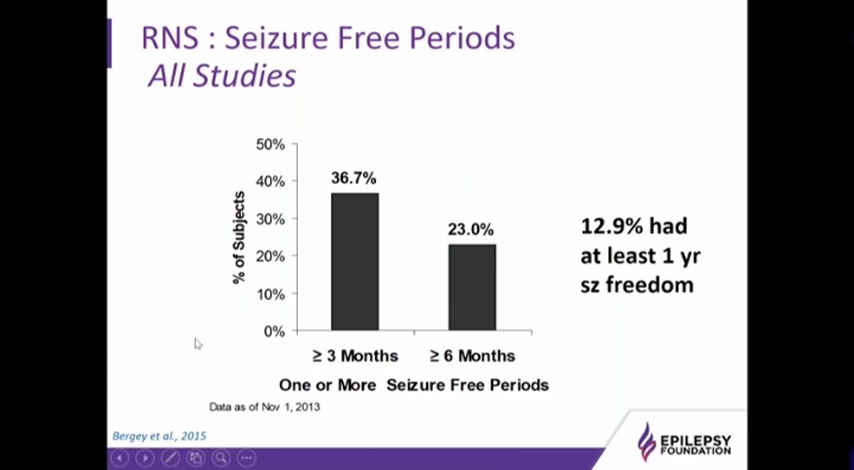 RNS : Seizure Free Periods
All Studies
50%
40%
30%
20%
10%
0%
% of Subjects
36.7%
23.0%
≥ 3 Months
≥ 6 Months
One or More Seizure Free Periods
12.9% had
at least 1 yr
sz freedom
Data as of Nov 1, 2013
Bergey et al., 2015
EPILEPSY
FOUNDATION